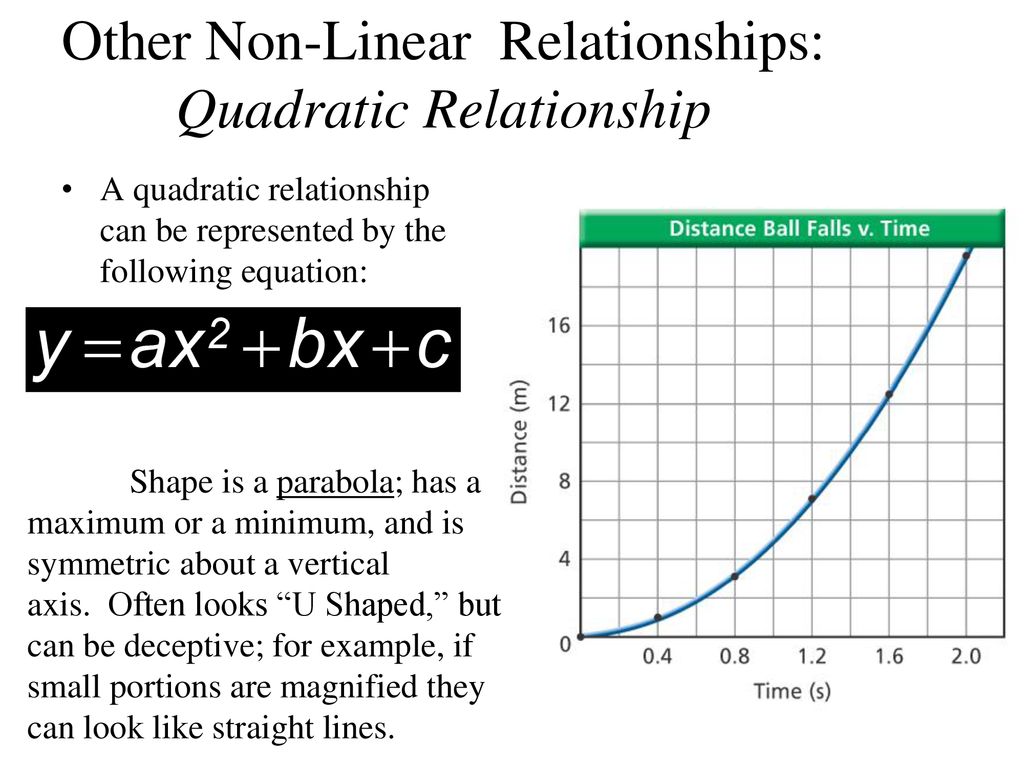 Other Non-Linear Relationships:
Quadratic Relationship
• A quadratic relationship
can be represented by the
following equation:
y = ax² + bx + c
Shape is a parabola; has a
maximum or a minimum, and is
symmetric about a vertical
axis. Often looks “U Shaped,” but
can be deceptive; for example, if
small portions are magnified they
can look like straight lines.
Distance Ball Falls v. Time
Distance (m)
16
12
8
4
0
0.4 0.8 1.2 1.6 2.0
Time (s)